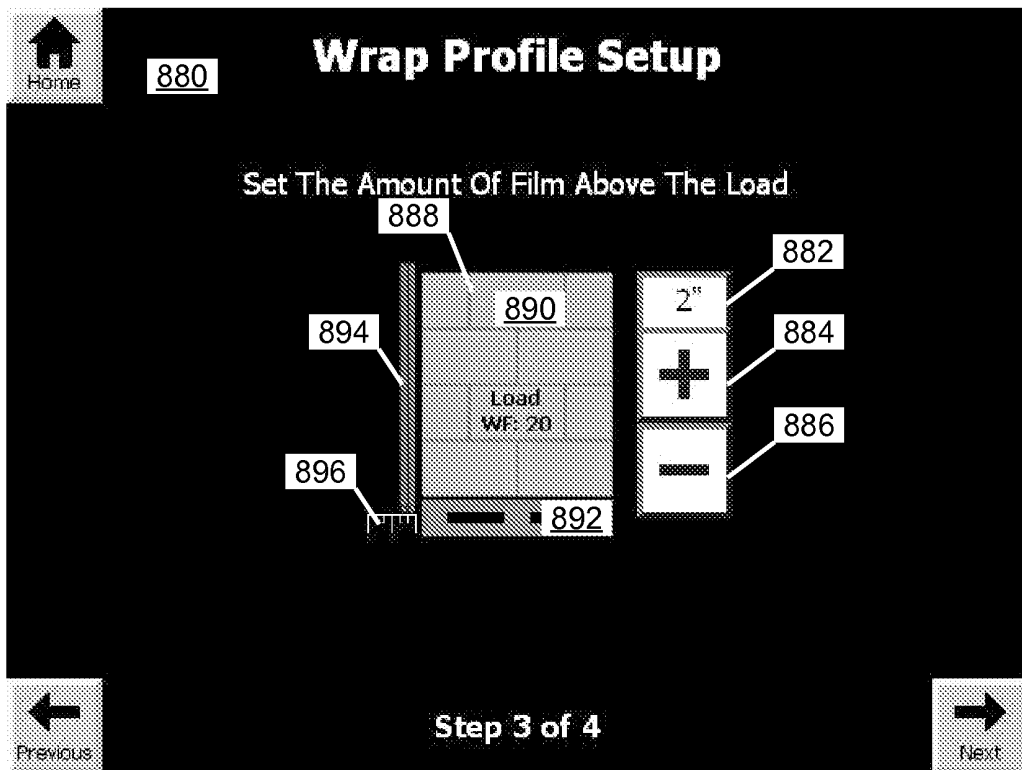 Home
880
Wrap Profile Setup
Set The Amount Of Film Above The Load
888
882
2"
890
894
884
Load
WF: 20
886
896
892
Previous
Step 3 of 4
Next